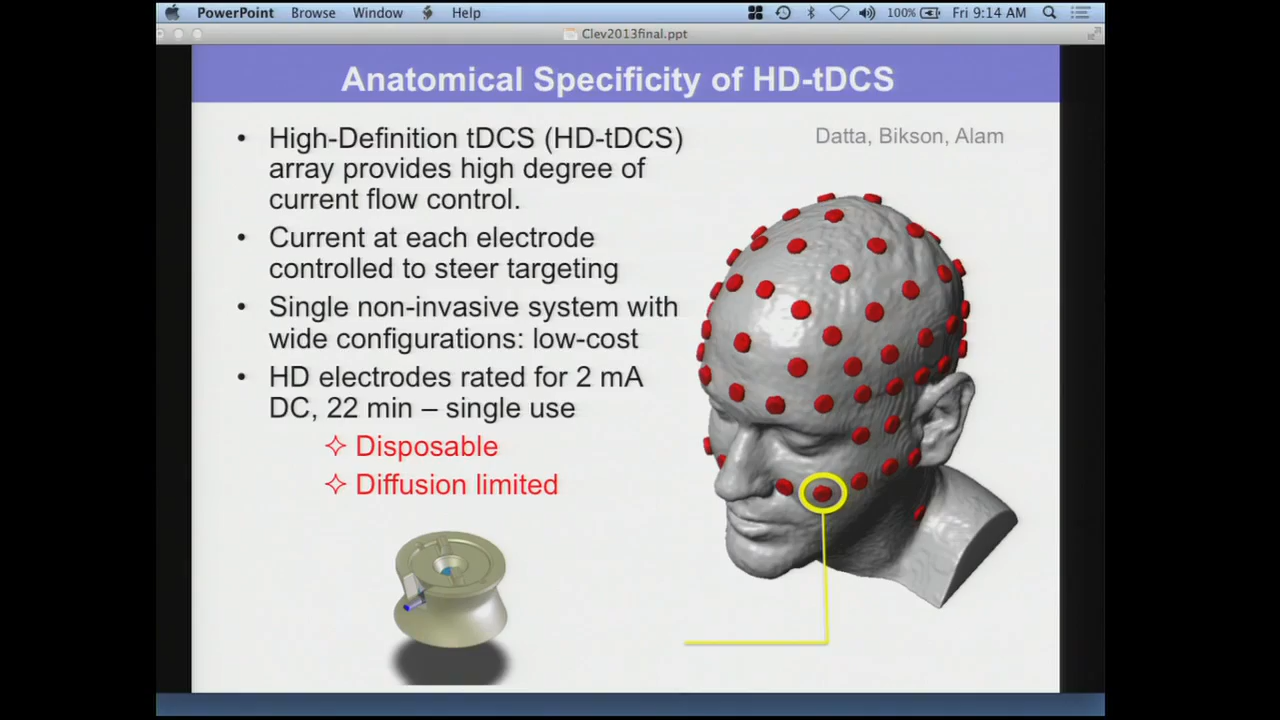 PowerPoint Browse Window Help 100% Fri 9:14 AM
Clev2013final.ppt
Anatomical Specificity of HD-tDCS
• High-Definition tDCS (HD-tDCS)
array provides high degree of
current flow control.
• Current at each electrode
controlled to steer targeting
• Single non-invasive system with
wide configurations: low-cost
• HD electrodes rated for 2 mA
DC, 22 min – single use
✧ Disposable
✧ Diffusion limited
Datta, Bikson, Alam